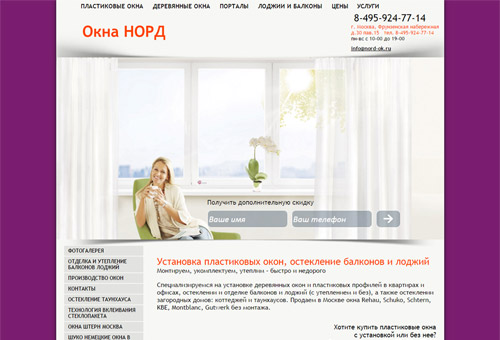 ПЛАСТИКОВЫЕ ОКНА ДЕРЕВЯННЫЕ ОКНА ПОРТАЛЫ ЛОДЖИИ И БАЛКОНЫ ЦЕНЫ УСЛУГИ
Окна НОРД
8-495-924-77-14
г. Москва, Фрунзенская набережная
д.30 пав.15 тел. 8-495-924-77-14
пн-вс с 10-00 до 19-00
info@nord-ok.ru
Получить дополнительную скидку
Ваше имя
Ваш телефон
ФОТОГАЛЕРЕЯ
ОТДЕЛКА И УТЕПЛЕНИЕ
БАЛКОНОВ ЛОДЖИЙ
ПРОИЗВОДСТВО ОКОН
КОНТАКТЫ
ОСТЕКЛЕНИЕ ТАУНХАУСА
ТЕХНОЛОГИЯ ВКЛЕИВАНИЯ
СТЕКЛОПАКЕТА
ОКНА ШТЕРН МОСКВА
ШУКО НЕМЕЦКИЕ ОКНА В
Установка пластиковых окон, остекление балконов и лоджий
Монтируем, укомплектуем, утеплим - быстро и недорого
Специализируемся на установке деревянных окон и пластиковых профилей в квартирах и
офисах, остеклении и отделке балконов и лоджий (с утеплением и без), а также остеклении
загородных домов: коттеджей и таунхаусов. Продаем в Москве окна Rehau, Schuko, Schtern,
KBE, Montblanc, Gutwerk без монтажа.
Хотите купить пластиковые окна
с установкой или без нее?